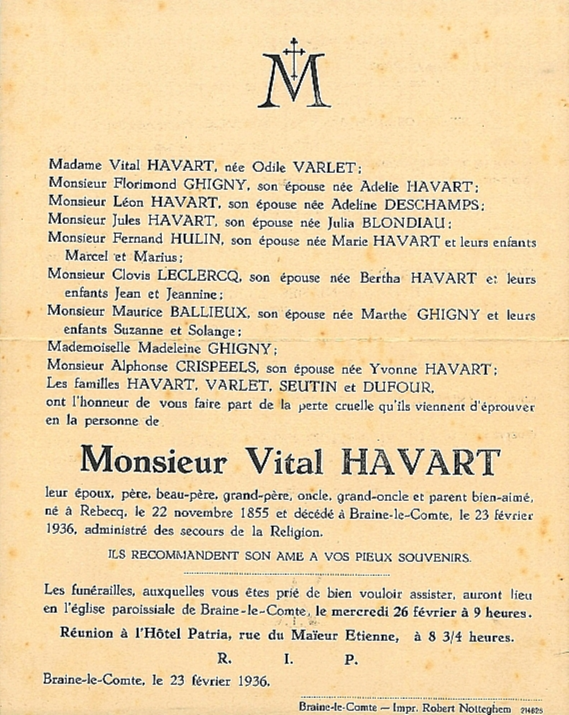 M
Madame Vital HAVART, née Odile VARLET;
Monsieur Florimond GHIGNY, son épouse née Adelie HAVART;
Monsieur Léon HAVART, son épouse née Adeline DESCHAMPS;
Monsieur Jules HAVART, son épouse née Julia BLONDIAU;
Monsieur Fernand HULIN, son épouse née Marie HAVART et leurs enfants
Marcel et Marius;
Monsieur Clovis LECLERCQ, son épouse née Bertha HAVART et leurs
enfants Jean et Jeannine;
Monsieur Maurice BALLIEUX, son épouse née Marthe GHIGNY et leurs
enfants Suzanne et Solange;
Mademoiselle Madeleine GHIGNY;
Monsieur Alphonse CRISPEELS, son épouse née Yvonne HAVART;
Les familles HAVART, VARLET, SEUTIN et DUFOUR,
ont l'honneur de vous faire part de la perte cruelle qu'ils viennent d'éprouver
en la personne de
Monsieur Vital HAVART
leur époux, père, beau-père, grand-père, oncle, grand-oncle et parent bien-aimé,
né à Rebecq, le 22 novembre 1855 et décédé à Braine-le-Comte, le 23 février
1936, administré des secours de la Religion.
ILS RECOMMANDENT SON AME A VOS PIEUX SOUVENIRS.
Les funérailles, auxquelles vous êtes prié de bien vouloir assister, auront lieu
en l'église paroissiale de Braine-le-Comte, le mercredi 26 février à 9 heures.
Réunion à l'Hôtel Patria, rue du Maïeur Etienne, à 8 3/4 heures.
R. I. P.
Braine-le-Comte, le 23 février 1936.
Braine-le-Comte — Impr. Robert Notteghem 214825